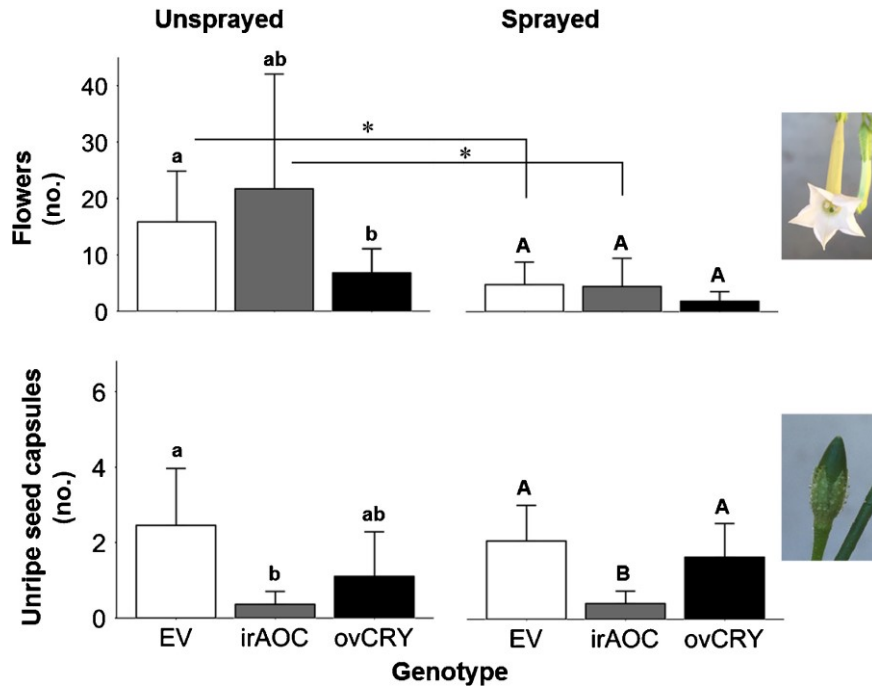 Unsprayed Sprayed
Flowers
(no.)
40
30
20
10
0
a
ab
b
*
*
A
A
A
Unripe seed capsules
(no.)
6
4
2
0
a
b
ab
A
B
A
EV irAOC ovCRY EV irAOC ovCRY
Genotype